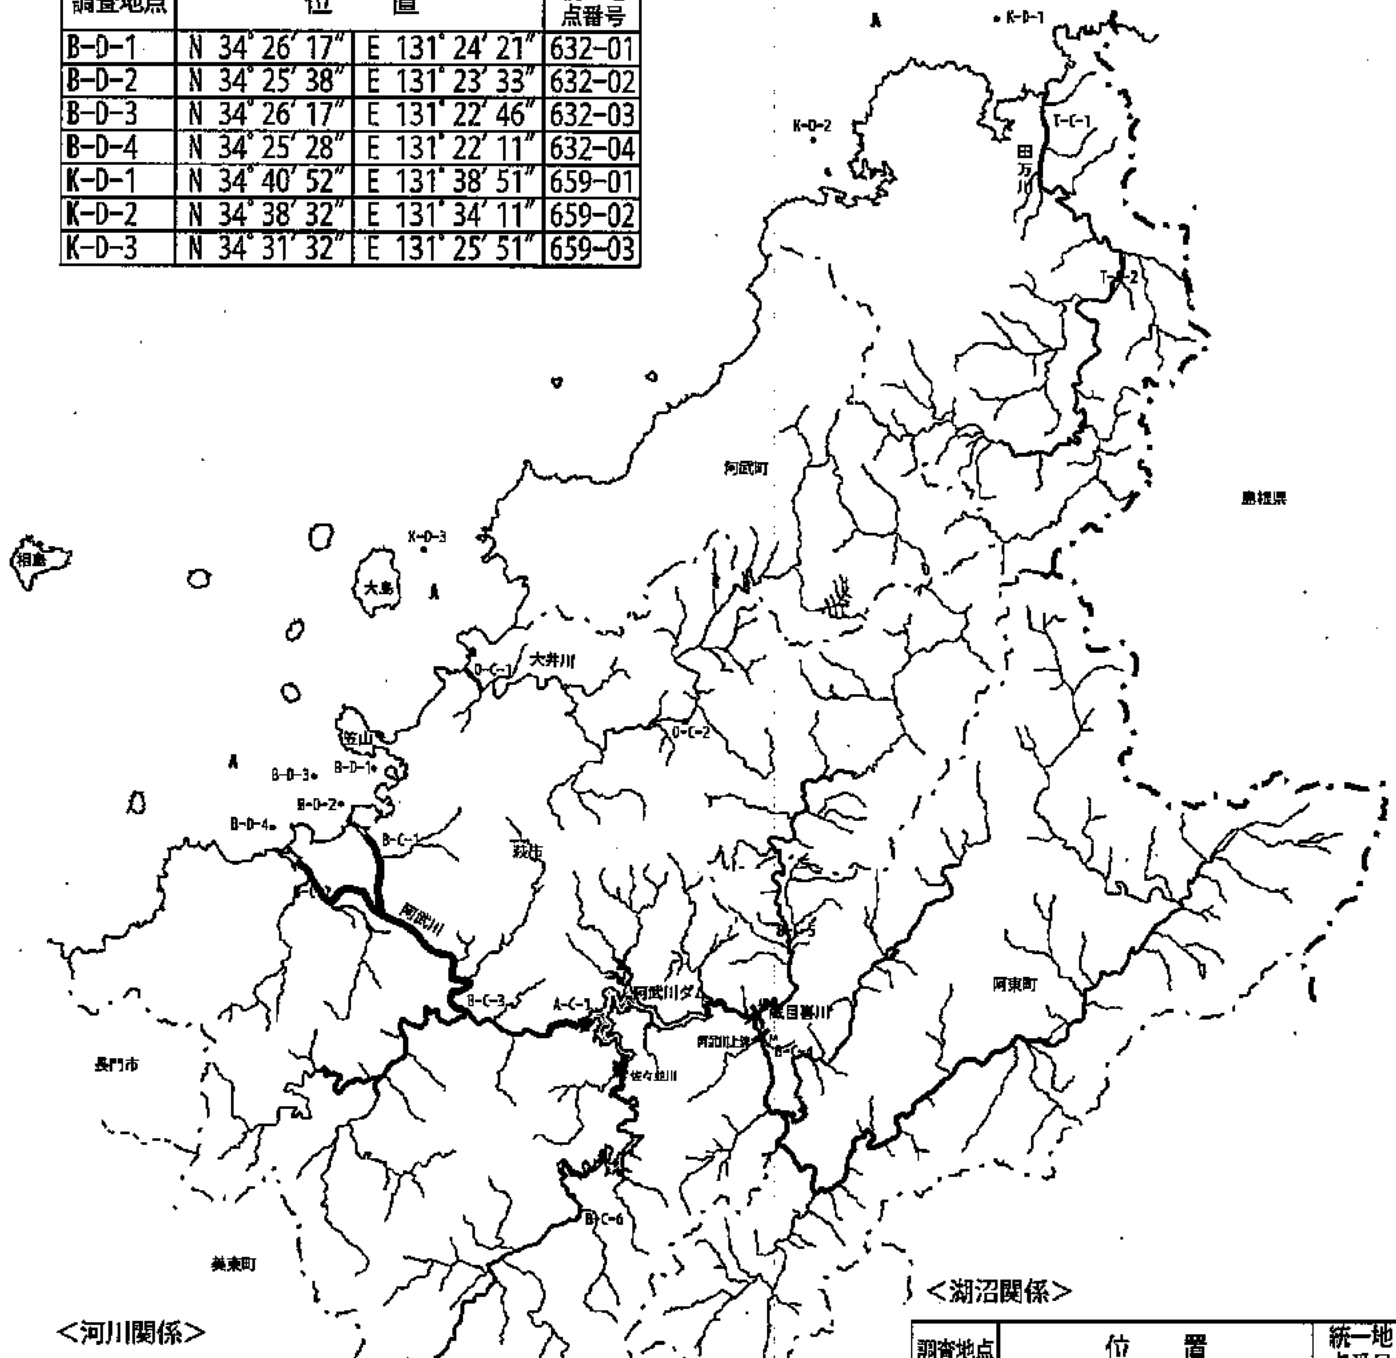 調査地点 位 置
点番号
B-D-1 N 34°26′17″ E 131°24′21″ 632-01
B-D-2 N 34°25′38″ E 131°23′33″ 632-02
B-D-3 N 34°26′17″ E 131°22′46″ 632-03
B-D-4 N 34°25′28″ E 131°22′11″ 632-04
K-D-1 N 34°40′52″ E 131°38′51″ 659-01
K-D-2 N 34°38′32″ E 131°34′11″ 659-02
K-D-3 N 34°31′32″ E 131°25′51″ 659-03
A
K-D-1
K-D-2
T-C-1
田万川
阿武町
島根県
K-D-3
相島
大島
A
大井川
O-C-1
O-C-2
笠山
A
B-D-3
B-D-1
B-D-2
B-D-4
B-C-1
萩市
阿武川
阿東町
B-C-3
A-C-1
阿武川ダム
蔵目喜川
長門市
B-C-4
佐々並川
B-C-6
美東町
＜湖沼関係＞
＜河川関係＞
調査地点 位 置 統一地